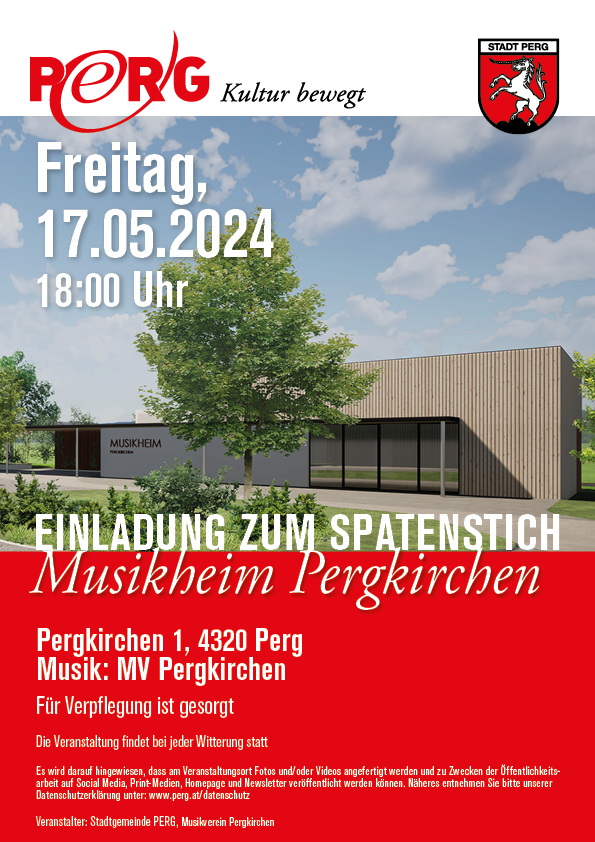 PERG Kultur bewegt
STADT PERG
Freitag,
17.05.2024
18:00 Uhr
MUSIKHEIM
PERGKIRCHEN
EINLADUNG ZUM SPATENSTICH
Musikheim Pergkirchen
Pergkirchen 1, 4320 Perg
Musik: MV Pergkirchen
Für Verpflegung ist gesorgt
Die Veranstaltung findet bei jeder Witterung statt
Es wird darauf hingewiesen, dass am Veranstaltungsort Fotos und/oder Videos angefertigt werden und zu Zwecken der Öffentlichkeits-
arbeit auf Social Media, Print-Medien, Homepage und Newsletter veröffentlicht werden können. Näheres entnehmen Sie bitte unserer
Datenschutzerklärung unter: www.perg.at/datenschutz
Veranstalter: Stadtgemeinde PERG, Musikverein Pergkirchen